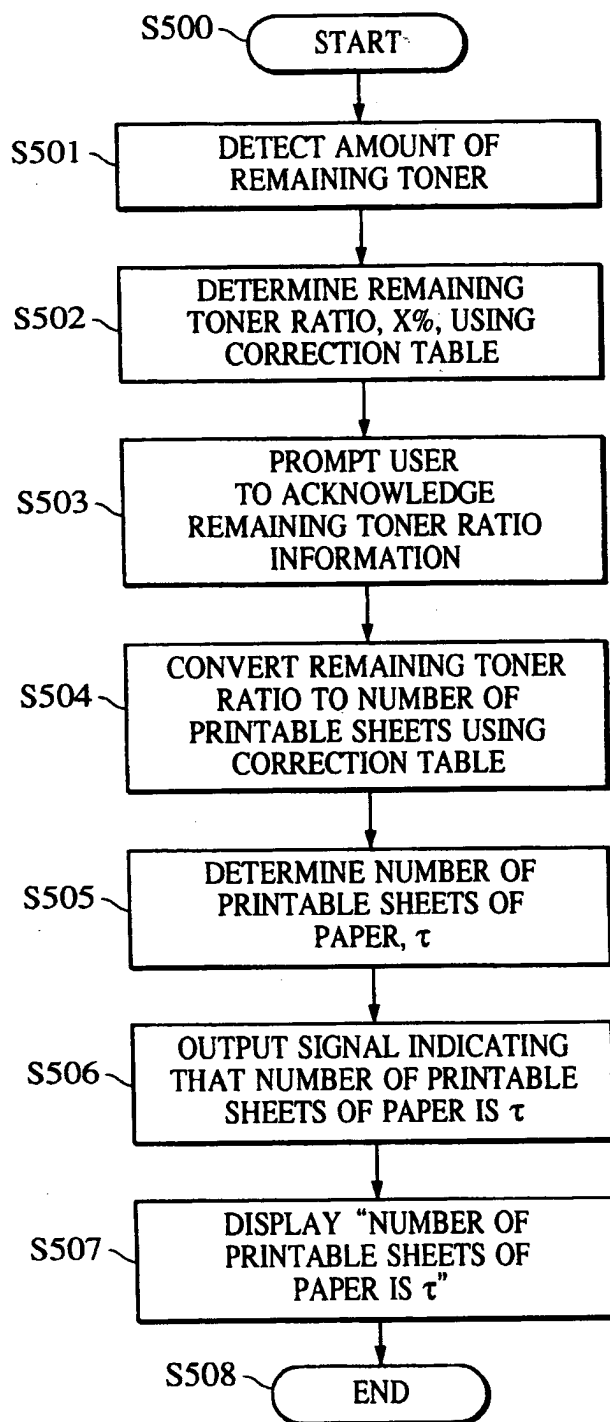 S500
START
S501
DETECT AMOUNT OF
REMAINING TONER
S502
DETERMINE REMAINING
TONER RATIO, X%, USING
CORRECTION TABLE
S503
PROMPT USER
TO ACKNOWLEDGE
REMAINING TONER RATIO
INFORMATION
S504
CONVERT REMAINING TONER
RATIO TO NUMBER OF
PRINTABLE SHEETS USING
CORRECTION TABLE
S505
DETERMINE NUMBER OF
PRINTABLE SHEETS OF
PAPER, τ
S506
OUTPUT SIGNAL INDICATING
THAT NUMBER OF PRINTABLE
SHEETS OF PAPER IS τ
S507
DISPLAY “NUMBER OF
PRINTABLE SHEETS OF
PAPER IS τ”
S508
END